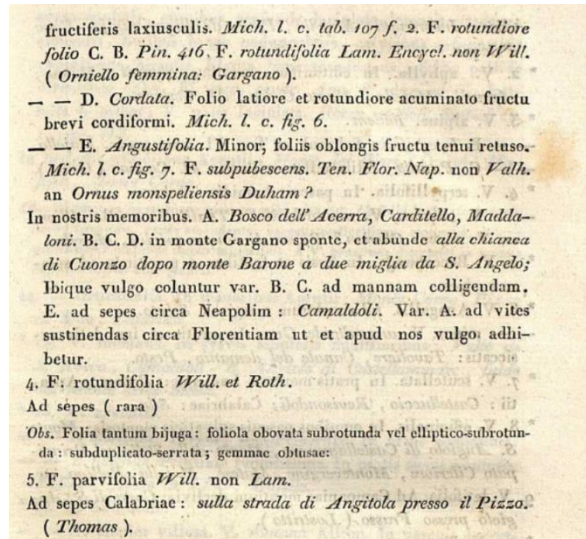 fructiferis laxiusculis. Mich. l. c. tab. 107 f. 2. F. rotundiore
folio C. B. Pin. 416. F. rotundifolia Lam. Encycl. non Will.
( Orniello femmina: Gargano ).
— — D. Cordata. Folio latiore et rotundiore acuminato fructu
brevi cordiformi. Mich. l. c. fig. 6.
— — E. Angustifolia. Minor; foliis oblongis fructu tenui retuso.
Mich. l. c. fig. 7. F. subpubescens. Ten. Flor. Nap. non Valh.
an Ornus monspeliensis Duham ?
In nostris memoribus. A. Bosco dell'Acerra, Carditello, Madda-
loni. B. C. D. in monte Gargano sponte, et abunde alla chianca
di Cuonzo dopo monte Barone a due miglia da S. Angelo;
Ibique vulgo coluntur var. B. C. ad mannam colligendam.
E. ad sepes circa Neapolim : Camaldoli. Var. A. ad vites
sustinendas circa Florentiam ut et apud nos vulgo adhi-
betur.
4. F. rotundifolia Will. et Roth.
Ad sepes ( rara )
Obs. Folia tantum bijuga : foliola obovata subrotunda vel elliptico-subrotun-
da : subduplicato-serrata ; gemmae obtusae:
5. F. parvifolia Will. non Lam.
Ad sepes Calabriae : sulla strada di Angitola presso il Pizzo.
( Thomas ).